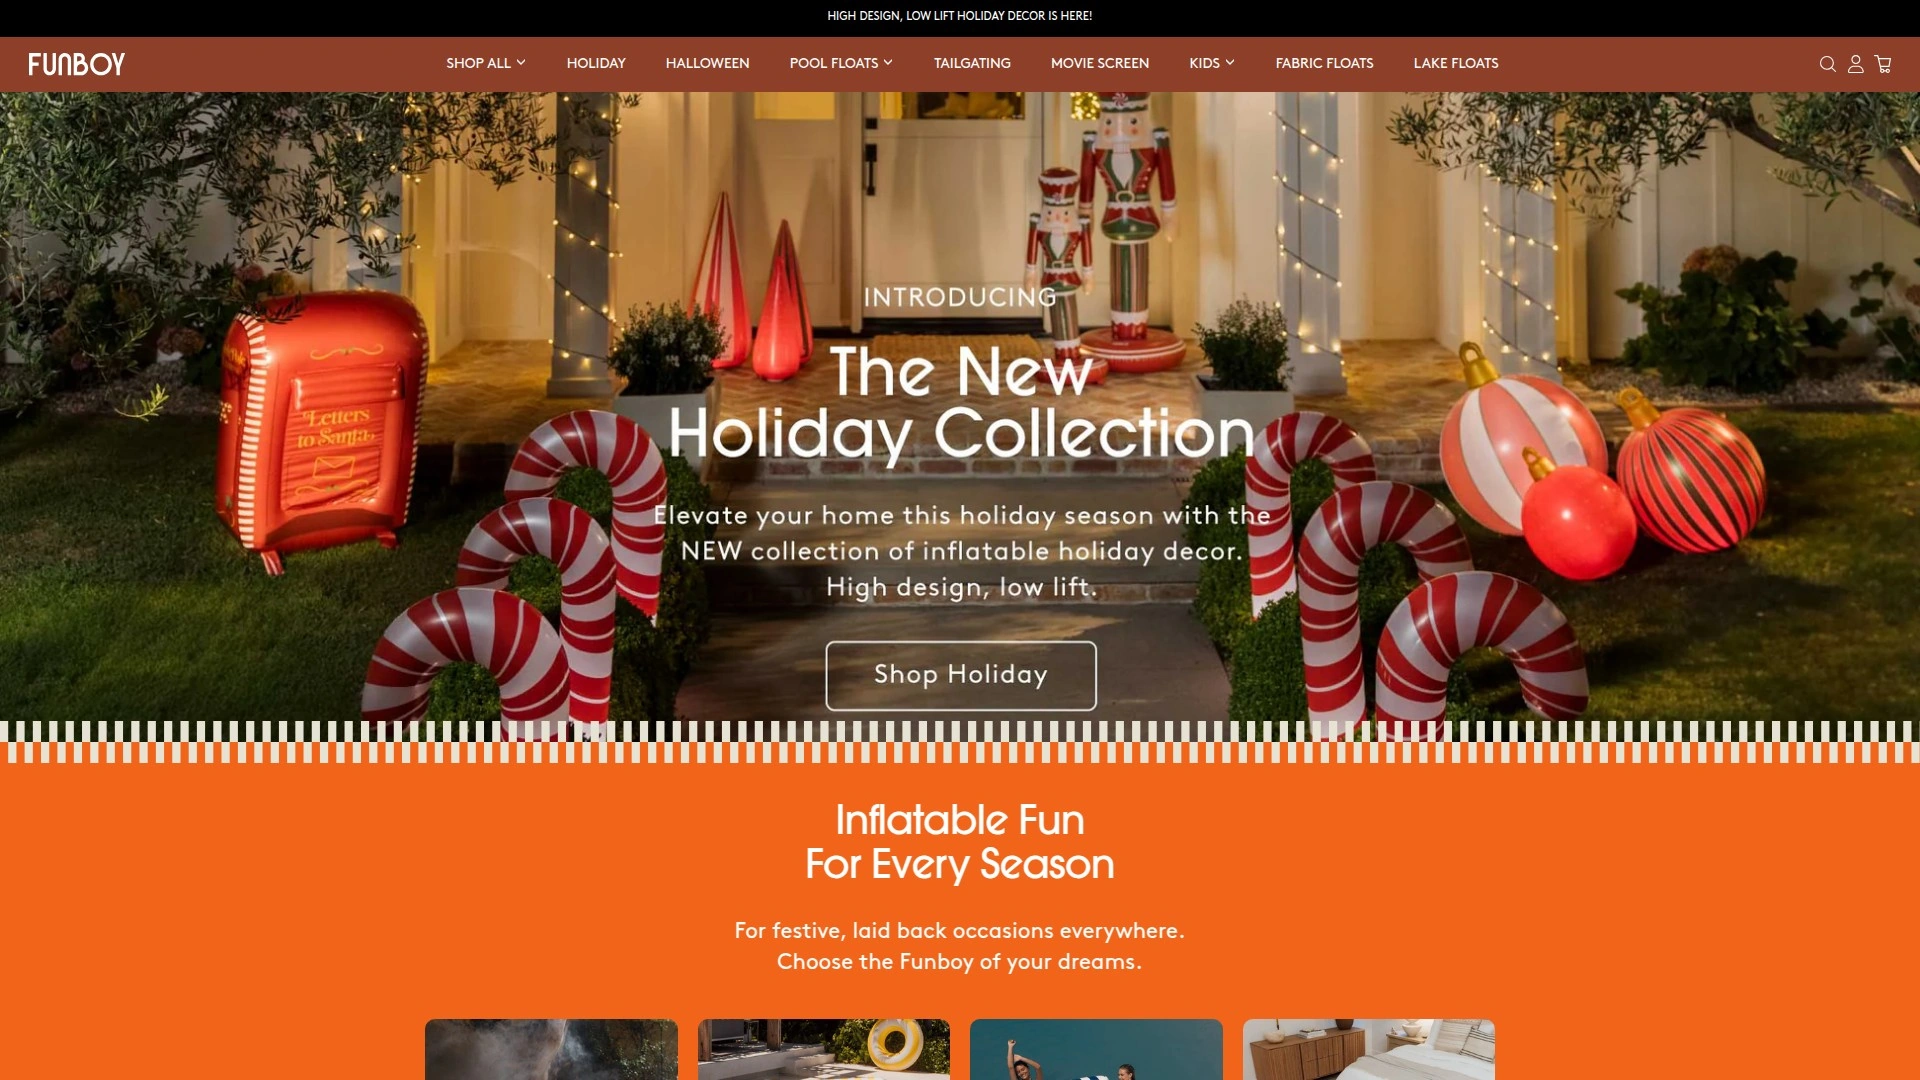 HIGH DESIGN, LOW LIFT HOLIDAY DECOR IS HERE!
FUNBOY
SHOP ALL
HOLIDAY
HALLOWEEN
POOL FLOATS
TAILGATING
MOVIE SCREEN
KIDS
FABRIC FLOATS
LAKE FLOATS
INTRODUCING
The New
Holiday Collection
Letters
to Santa
Elevate your home this holiday season with the
NEW collection of inflatable holiday decor.
High design, low lift.
Shop Holiday
Inflatable Fun
For Every Season
For festive, laid back occasions everywhere.
Choose the Funboy of your dreams.